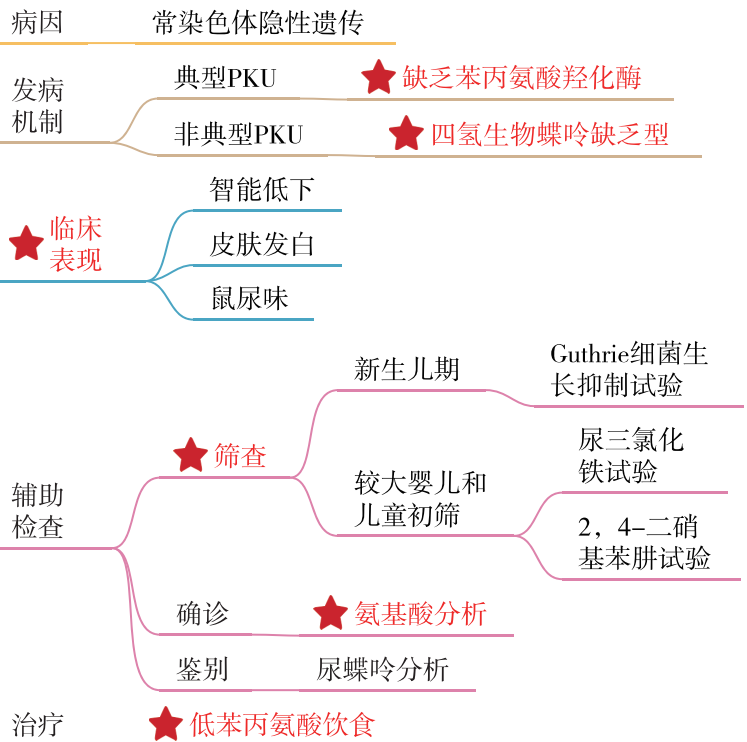 病因
常染色体隐性遗传
发病
机制
典型PKU
缺乏苯丙氨酸羟化酶
非典型PKU
四氢生物蝶呤缺乏型
临床
表现
智能低下
皮肤发白
鼠尿味
辅助
检查
筛查
新生儿期
Guthrie细菌生
长抑制试验
较大婴儿和
儿童初筛
尿三氯化
铁试验
2，4-二硝
基苯肼试验
确诊
氨基酸分析
鉴别
尿蝶呤分析
治疗
低苯丙氨酸饮食